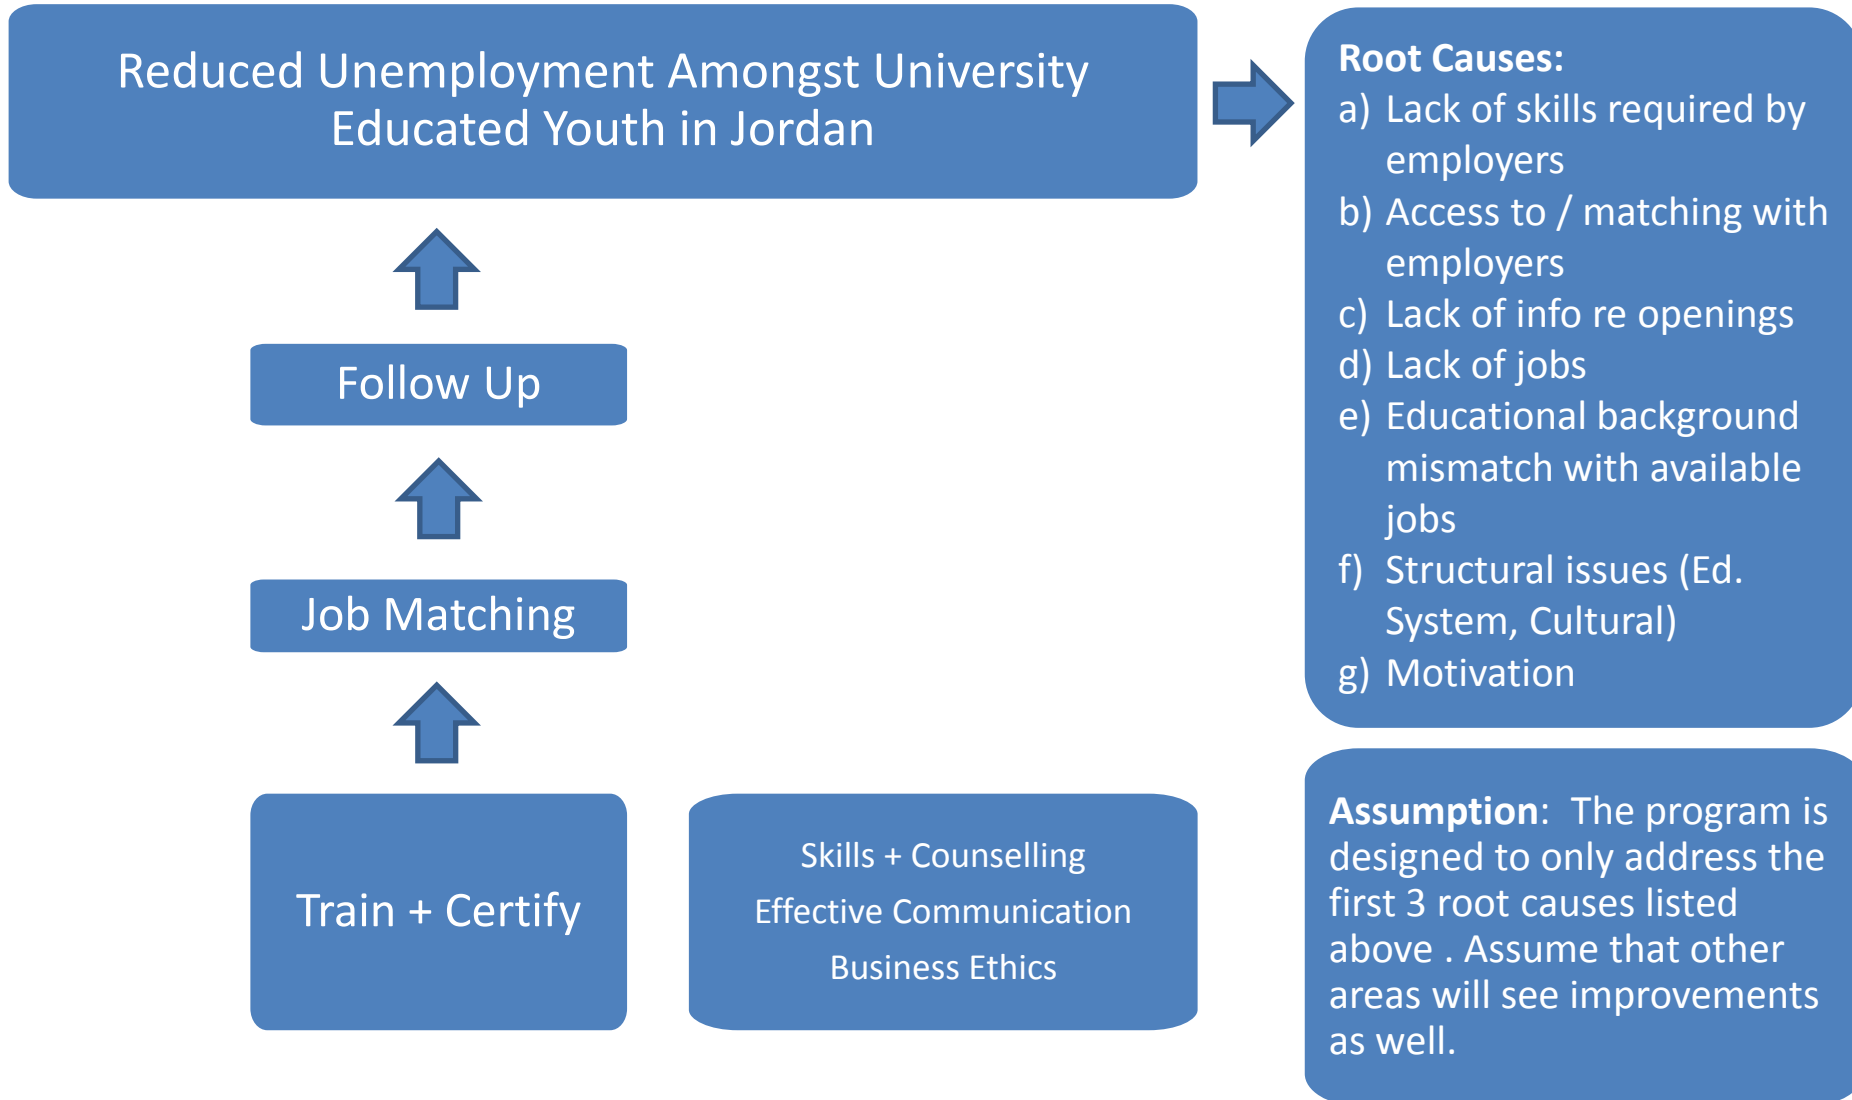 Reduced Unemployment Amongst University
Educated Youth in Jordan
Follow Up
Job Matching
Train + Certify
Skills + Counselling
Effective Communication
Business Ethics
Root Causes:
a) Lack of skills required by
employers
b) Access to / matching with
employers
c) Lack of info re openings
d) Lack of jobs
e) Educational background
mismatch with available
jobs
f) Structural issues (Ed.
System, Cultural)
g) Motivation
Assumption:  The program is
designed to only address the
first 3 root causes listed
above . Assume that other
areas will see improvements
as well.